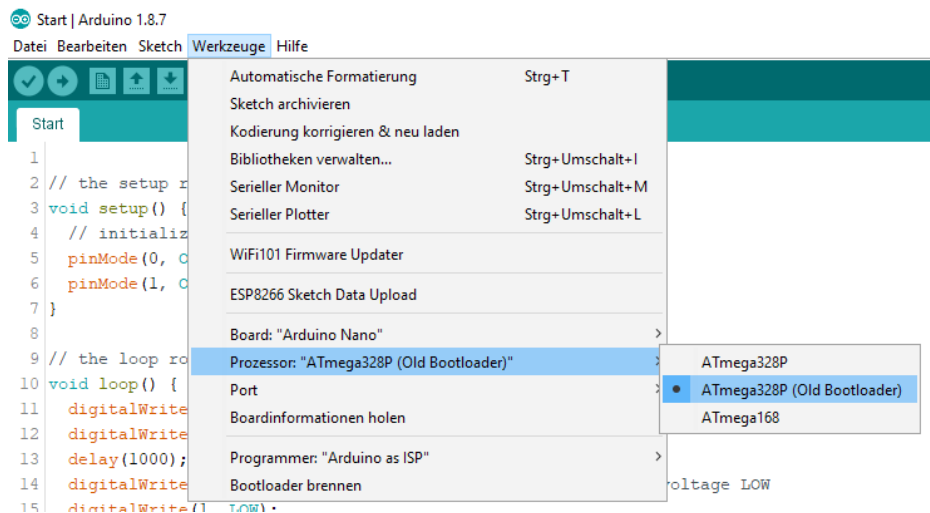 Start | Arduino 1.8.7
Datei Bearbeiten Sketch Werkzeuge Hilfe
Automatische Formatierung Strg+T
Sketch archivieren
Kodierung korrigieren & neu laden
Bibliotheken verwalten... Strg+Umschalt+I
Serieller Monitor Strg+Umschalt+M
Serieller Plotter Strg+Umschalt+L
WiFi101 Firmware Updater
ESP8266 Sketch Data Upload
Board: "Arduino Nano"
Prozessor: "ATmega328P (Old Bootloader)"
Port
Boardinformationen holen
Programmer: "Arduino as ISP"
Bootloader brennen
ATmega328P
ATmega328P (Old Bootloader)
ATmega168
Start
1
2 // the setup r
3 void setup() {
4 // initializ
5 pinMode(0, O
6 pinMode(1, O
7 }
8
9 // the loop ro
10 void loop() {
11 digitalWrite
12 digitalWrite
13 delay(1000);
14 digitalWrite voltage LOW
15 digitalWrite(1, LOW);